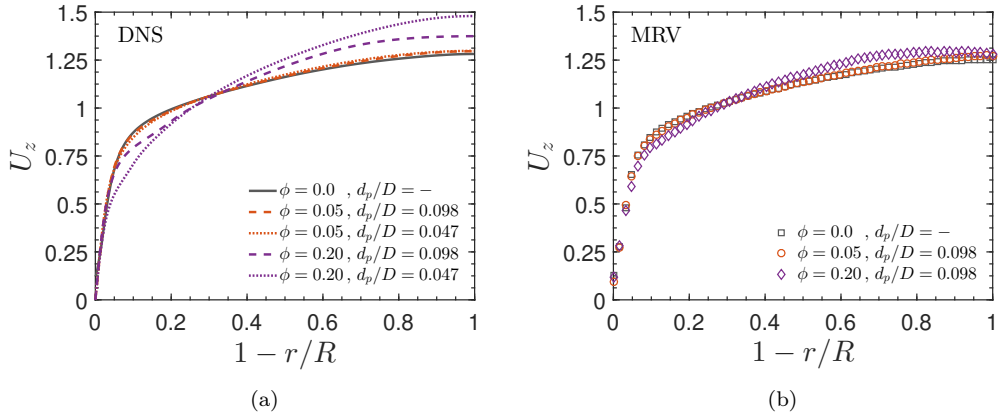 DNS
U_z
1.5
1.25
1
0.75
0.5
0.25
0
ϕ = 0.0 , d_p/D = −
ϕ = 0.05 , d_p/D = 0.098
ϕ = 0.05 , d_p/D = 0.047
ϕ = 0.20 , d_p/D = 0.098
ϕ = 0.20 , d_p/D = 0.047
0 0.2 0.4 0.6 0.8 1
1 − r/R
(a)
MRV
U_z
1.5
1.25
1
0.75
0.5
0.25
0
ϕ = 0.0 , d_p/D = −
ϕ = 0.05 , d_p/D = 0.098
ϕ = 0.20 , d_p/D = 0.098
0 0.2 0.4 0.6 0.8 1
1 − r/R
(b)